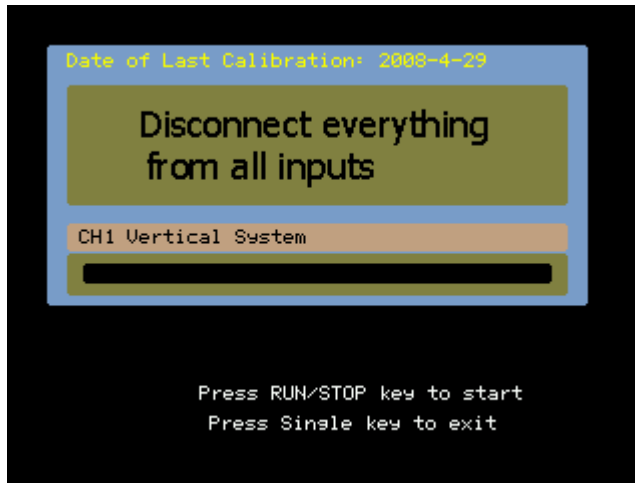 Date of Last Calibration: 2008-4-29
Disconnect everything
from all inputs
CH1 Vertical System
Press RUN/STOP key to start
Press Single key to exit